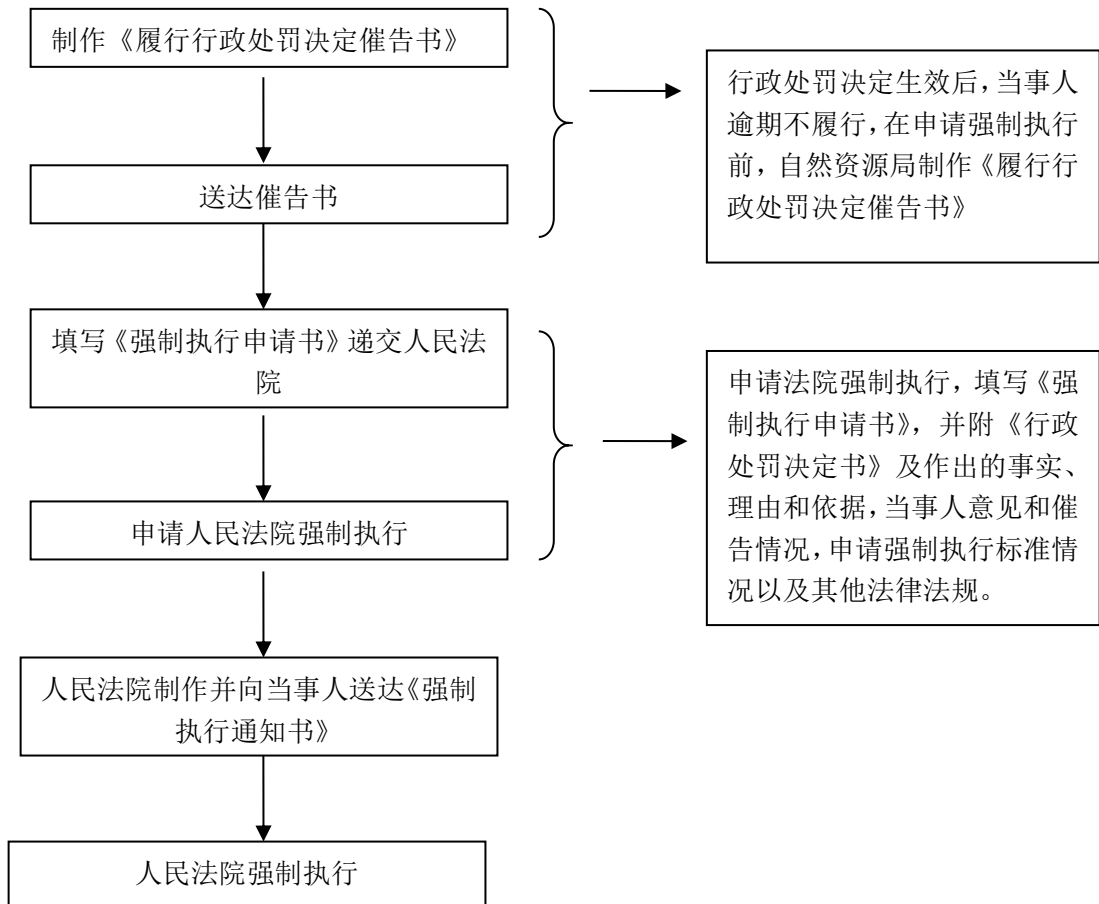 制作《履行行政处罚决定催告书》
行政处罚决定生效后，当事人
逾期不履行，在申请强制执行
前，自然资源局制作《履行行
政处罚决定催告书》
送达催告书
填写《强制执行申请书》递交人民法
院
申请法院强制执行，填写《强
制执行申请书》，并附《行政
处罚决定书》及作出的事实、
理由和依据，当事人意见和催
告情况，申请强制执行标准情
况以及其他法律法规。
申请人民法院强制执行
人民法院制作并向当事人送达《强制
执行通知书》
人民法院强制执行